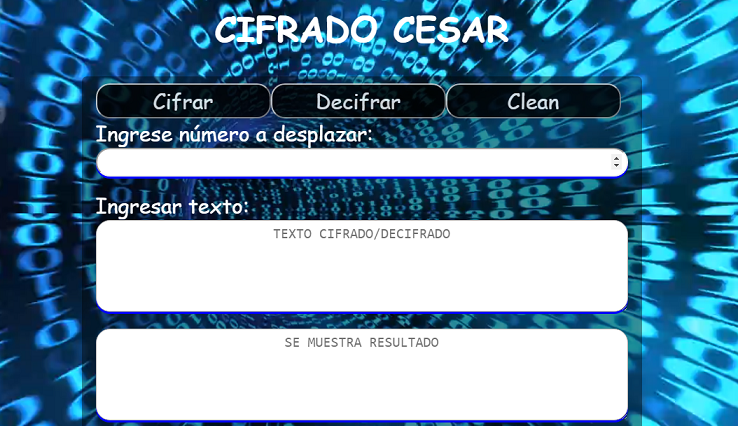 CIFRADO CESAR
Cifrar Decifrar Clean
Ingrese número a desplazar:
Ingresar texto:
TEXTO CIFRADO/DECIFRADO
SE MUESTRA RESULTADO